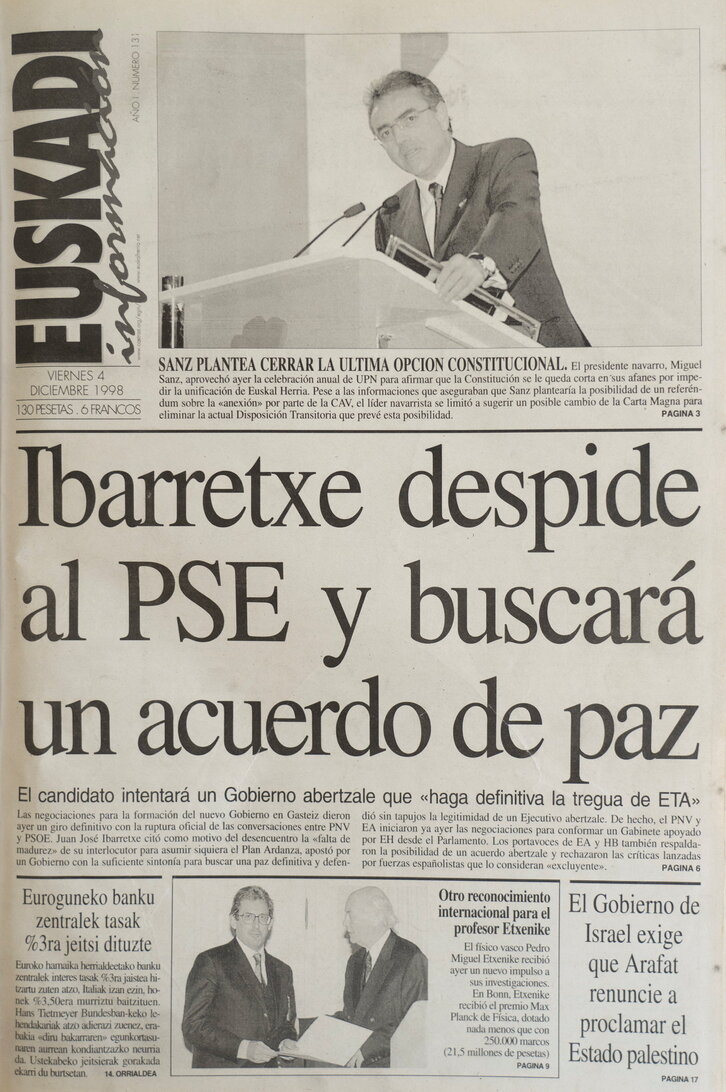 EUSKADI
información
AÑO I NUMERO 131
VIERNES 4
DICIEMBRE 1998
130 PESETAS . 6 FRANCOS
SANZ PLANTEA CERRAR LA ULTIMA OPCION CONSTITUCIONAL. El presidente navarro, Miguel
Sanz, aprovechó ayer la celebración anual de UPN para afirmar que la Constitución se le queda corta en sus afanes por impe-
dir la unificación de Euskal Herria. Pese a las informaciones que aseguraban que Sanz plantearía la posibilidad de un referén-
dum sobre la «anexión» por parte de la CAV, el líder navarrista se limitó a sugerir un posible cambio de la Carta Magna para
eliminar la actual Disposición Transitoria que prevé esta posibilidad. PAGINA 3
Ibarretxe despide
al PSE y buscará
un acuerdo de paz
El candidato intentará un Gobierno abertzale que «haga definitiva la tregua de ETA»
Las negociaciones para la formación del nuevo Gobierno en Gasteiz dieron
ayer un giro definitivo con la ruptura oficial de las conversaciones entre PNV
y PSOE. Juan José Ibarretxe citó como motivo del desencuentro la «falta de
madurez» de su interlocutor para asumir siquiera el Plan Ardanza, apostó por
un Gobierno con la suficiente sintonía para buscar una paz definitiva y defen-
dió sin tapujos la legitimidad de un Ejecutivo abertzale. De hecho, el PNV y
EA iniciaron ya ayer las negociaciones para conformar un Gabinete apoyado
por EH desde el Parlamento. Los portavoces de EA y HB también respalda-
ron la posibilidad de un acuerdo abertzale y rechazaron las críticas lanzadas
por fuerzas españolistas que lo consideran «excluyente». PAGINA 6
Euroguneko banku
zentralek tasak
%3ra jeitsi dituzte
Euroko hamaika herrialdeetako banku
zentralek interes tasak %3ra jaistea hi-
tzartu zuten atzo, Italiak izan ezin, ho-
nek %3,50era murriztu baitzituen.
Hans Tietmeyer Bundesban-keko le-
hendakariak atzo adierazi zuenez, era-
bakia «diru bakarraren» egunkortasu-
naren aurrean kondiantzazko neurria
da. Ustekabeko jeitsierak gorakada
ekarri du burtsetan. 14. ORRIALDEA
Otro reconocimiento
internacional para el
profesor Etxenike
El físico vasco Pedro
Miguel Etxenike recibió
ayer un nuevo impulso a
sus investigaciones.
En Bonn, Etxenike
recibió el premio Max
Planck de Física, dotado
nada menos que con
250.000 marcos
(21,5 millones de pesetas)
PAGINA 9
El Gobierno de
Israel exige
que Arafat
renuncie a
proclamar el
Estado palestino
PAGINA 17